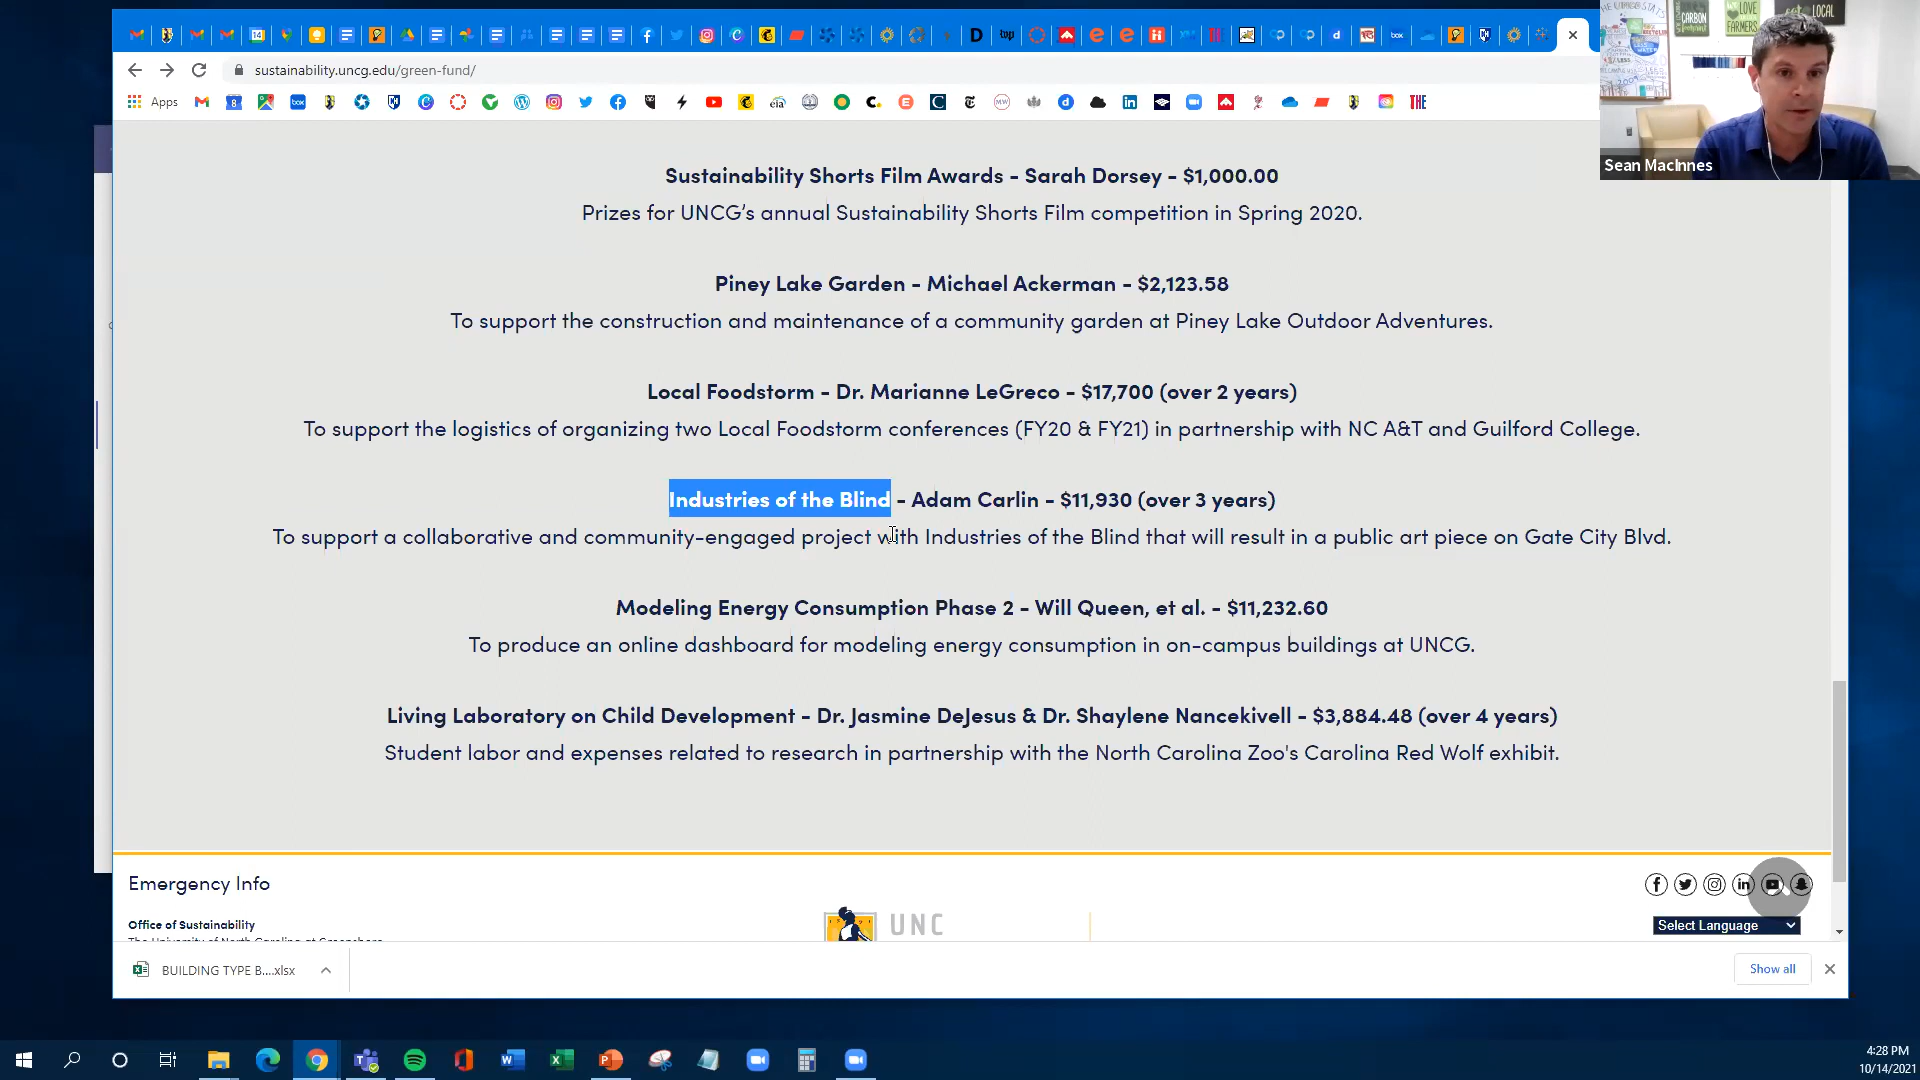 sustainability.uncg.edu/green-fund/
Apps
eia
THE
CARBON
WE LOVE FARMERS
LOCAL
Sean MacInnes
Sustainability Shorts Film Awards - Sarah Dorsey - $1,000.00
Prizes for UNCG's annual Sustainability Shorts Film competition in Spring 2020.
Piney Lake Garden - Michael Ackerman - $2,123.58
To support the construction and maintenance of a community garden at Piney Lake Outdoor Adventures.
Local Foodstorm - Dr. Marianne LeGreco - $17,700 (over 2 years)
To support the logistics of organizing two Local Foodstorm conferences (FY20 & FY21) in partnership with NC A&T and Guilford College.
Industries of the Blind - Adam Carlin - $11,930 (over 3 years)
To support a collaborative and community-engaged project with Industries of the Blind that will result in a public art piece on Gate City Blvd.
Modeling Energy Consumption Phase 2 - Will Queen, et al. - $11,232.60
To produce an online dashboard for modeling energy consumption in on-campus buildings at UNCG.
Living Laboratory on Child Development - Dr. Jasmine DeJesus & Dr. Shaylene Nancekivell - $3,884.48 (over 4 years)
Student labor and expenses related to research in partnership with the North Carolina Zoo's Carolina Red Wolf exhibit.
Emergency Info
Office of Sustainability
The University of North Carolina at Greensboro
UNC
Select Language
BUILDING TYPE B....xlsx
Show all
4:28 PM
10/14/2021